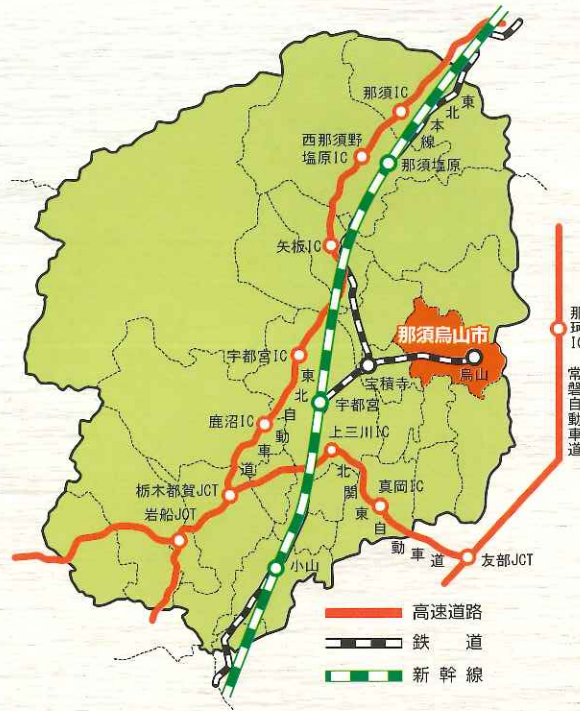 那須IC
東北本線
西那須野
塩原IC
那須塩原
矢板IC
那須烏山市
那珂IC
常磐自動車道
宇都宮IC
烏山
宝積寺
東北自動車道
宇都宮
鹿沼IC
上三川IC
栃木都賀JCT
北関東自動車道
真岡IC
岩船JCT
友部JCT
小山
高速道路
鉄道
新幹線